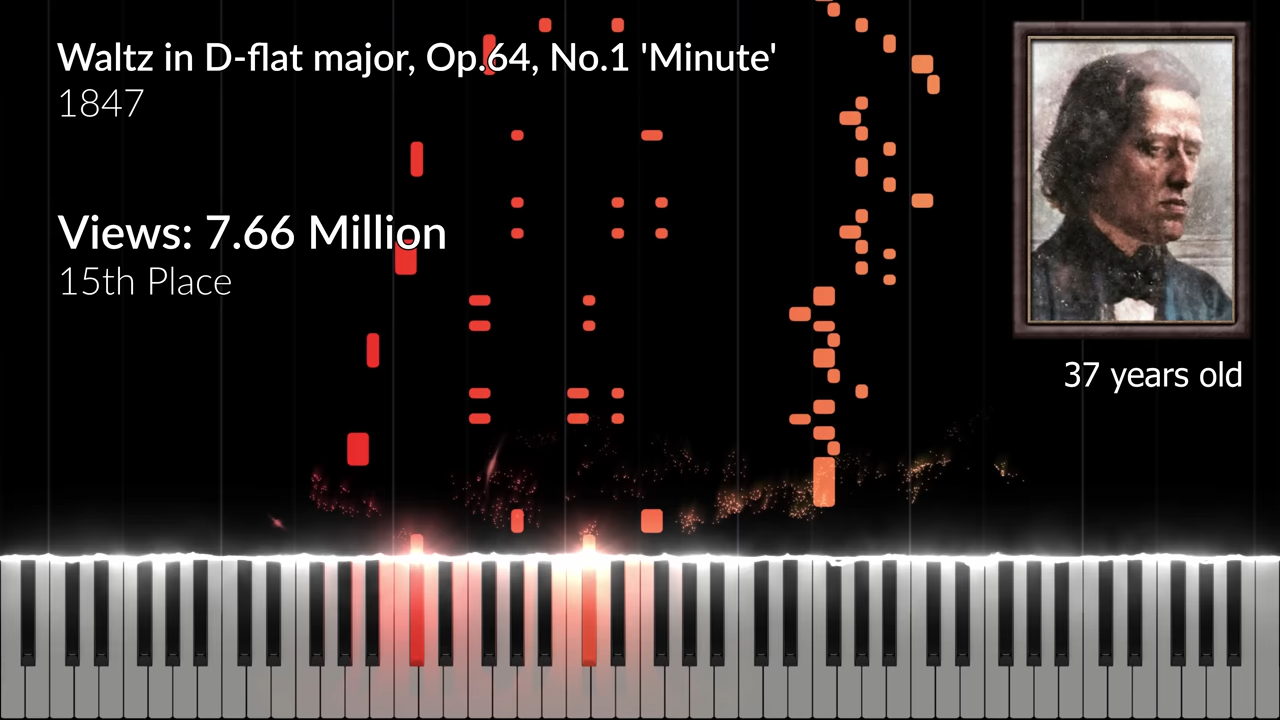 Waltz in D-flat major, Op.64, No.1 'Minute'
1847
Views: 7.66 Million
15th Place
37 years old